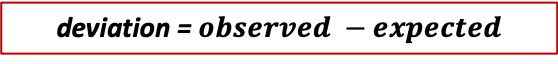 deviation = observed − expected